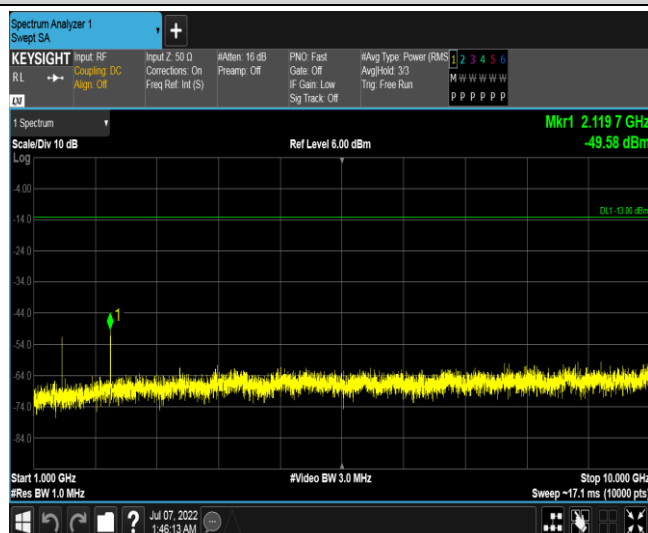 Spectrum Analyzer 1
Swept SA
+
KEYSIGHT
RL
LXI
Input: RF
Coupling: DC
Align: Off
Input Z: 50 Ω
Corrections: On
Freq Ref: Int (S)
#Atten: 16 dB
Preamp: Off
PNO: Fast
Gate: Off
IF Gain: Low
Sig Track: Off
#Avg Type: Power (RMS
Avg|Hold: 3/3
Trig: Free Run
1 2 3 4 5 6
M W W W W W
P P P P P P
1 Spectrum
Scale/Div 10 dB
Ref Level 6.00 dBm
Mkr1 2.119 7 GHz
-49.58 dBm
Log
-4.00
-14.0
-24.0
-34.0
-44.0
-54.0
-64.0
-74.0
-84.0
DL1 -13.00 dBm
1
Start 1.000 GHz
#Res BW 1.0 MHz
#Video BW 3.0 MHz
Stop 10.000 GHz
Sweep ~17.1 ms (10000 pts)
?
Jul 07, 2022
1:46:13 AM